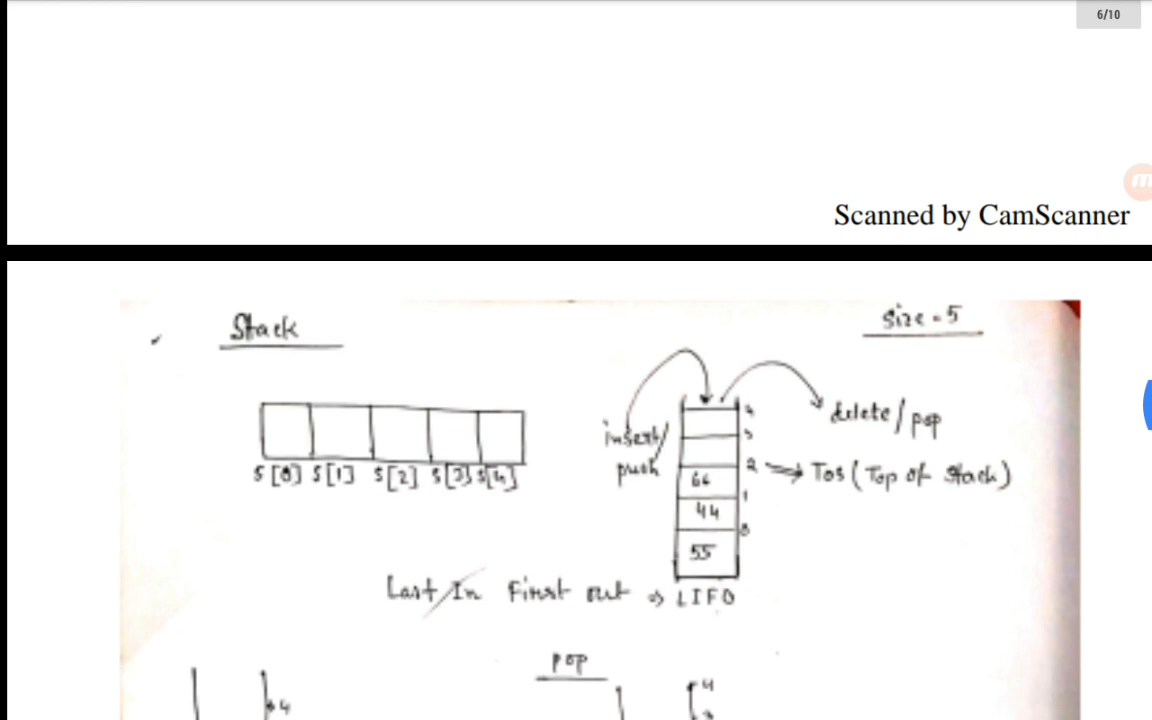 6/10
Scanned by CamScanner
Stack
Size = 5
insert/
push
delete/pop
4
3
2 → Tos (Top of Stack)
1
0
66
44
55
S[0] S[1] S[2] S[3] S[4]
Last In First out ⇒ LIFO
pop
4
4